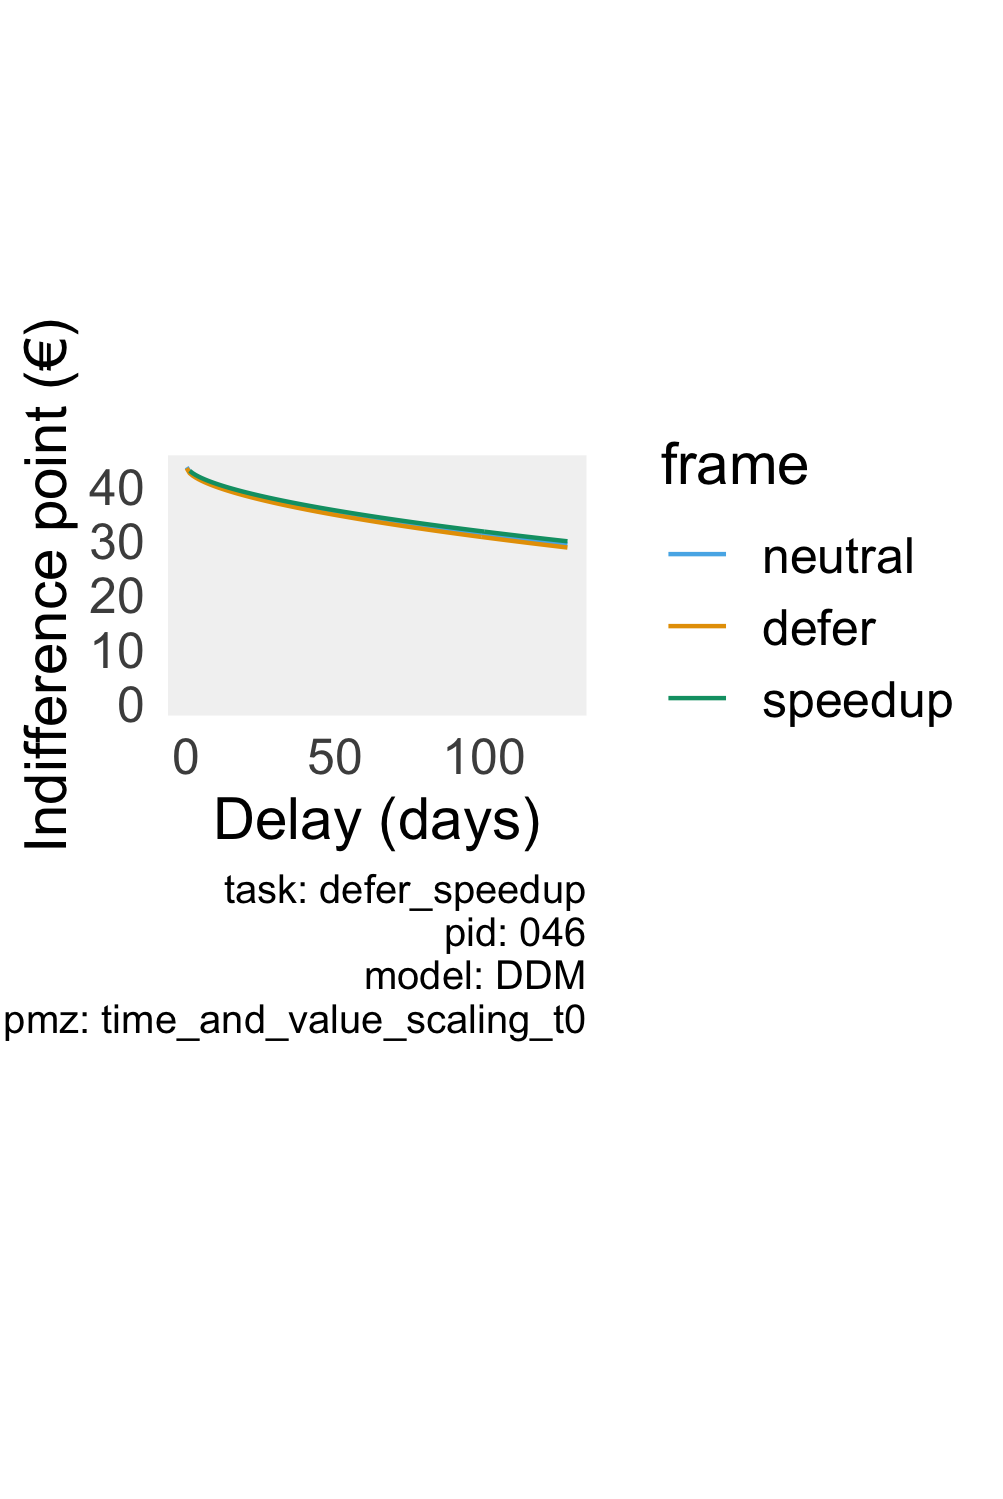 Indifference point (€)
40
30
20
10
0
0 50 100
Delay (days)
frame
neutral
defer
speedup
task: defer_speedup
pid: 046
model: DDM
pmz: time_and_value_scaling_t0